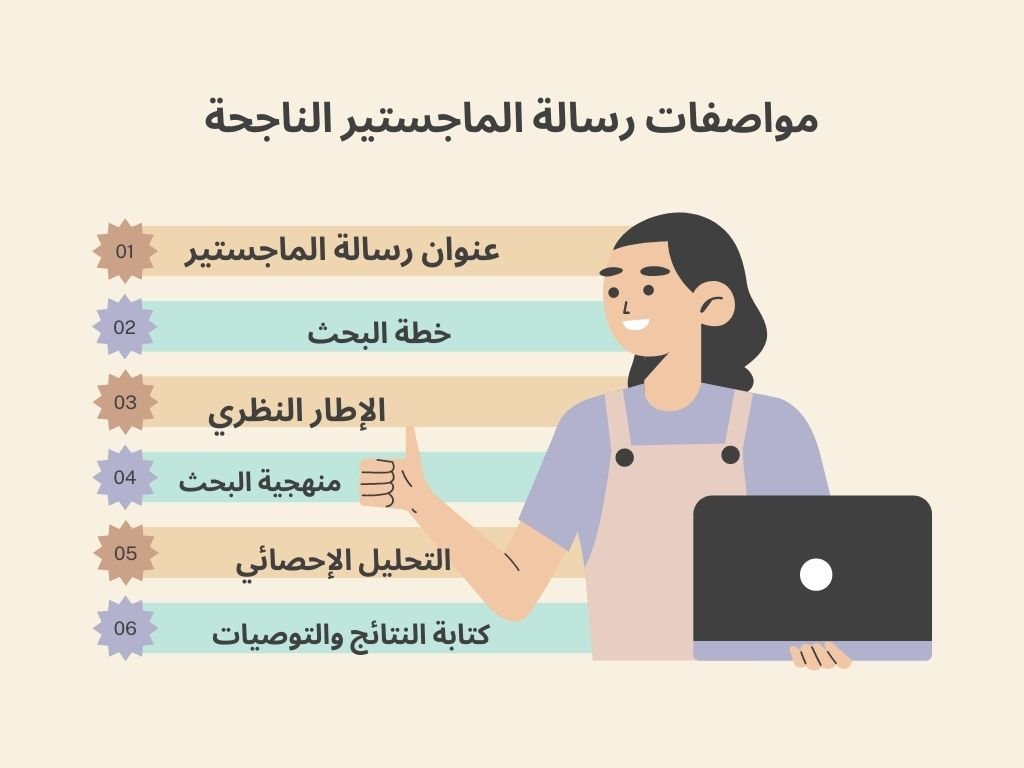 مواصفات رسالة الماجستير الناجحة
01 عنوان رسالة الماجستير
02 خطة البحث
03 الإطار النظري
04 منهجية البحث
05 التحليل الإحصائي
06 كتابة النتائج والتوصيات